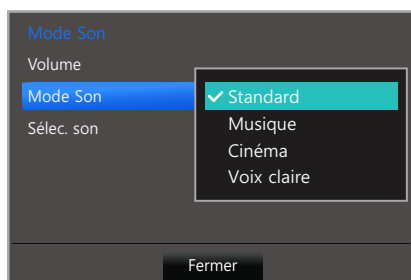 Mode Son
Volume
Mode Son
Sélec. son
Standard
Musique
Cinéma
Voix claire
Fermer